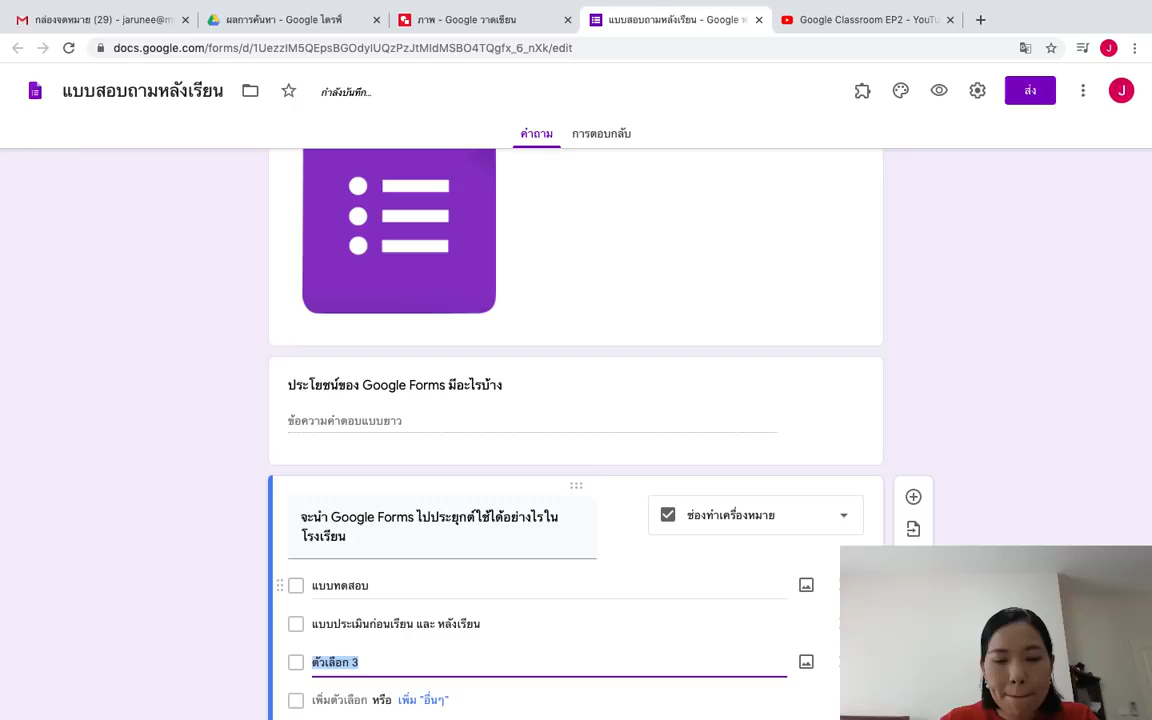 กล่องจดหมาย (29) - jarunee@m
ผลการค้นหา - Google ไดรฟ์
ภาพ - Google วาดเขียน
แบบสอบถามหลังเรียน - Google ฟ
Google Classroom EP2 - YouTu
docs.google.com/forms/d/1UezzIM5QEpsBGOdyIUQzPzJtMldMSBO4TQgfx_6_nXk/edit
J
แบบสอบถามหลังเรียน
กำลังบันทึก...
ส่ง
J
คำถาม
การตอบกลับ
ประโยชน์ของ Google Forms มีอะไรบ้าง
ข้อความคำตอบแบบยาว
จะนำ Google Forms ไปประยุกต์ใช้ได้อย่างไรใน
โรงเรียน
ช่องทำเครื่องหมาย
แบบทดสอบ
แบบประเมินก่อนเรียน และ หลังเรียน
ตัวเลือก 3
เพิ่มตัวเลือก หรือ เพิ่ม "อื่นๆ"